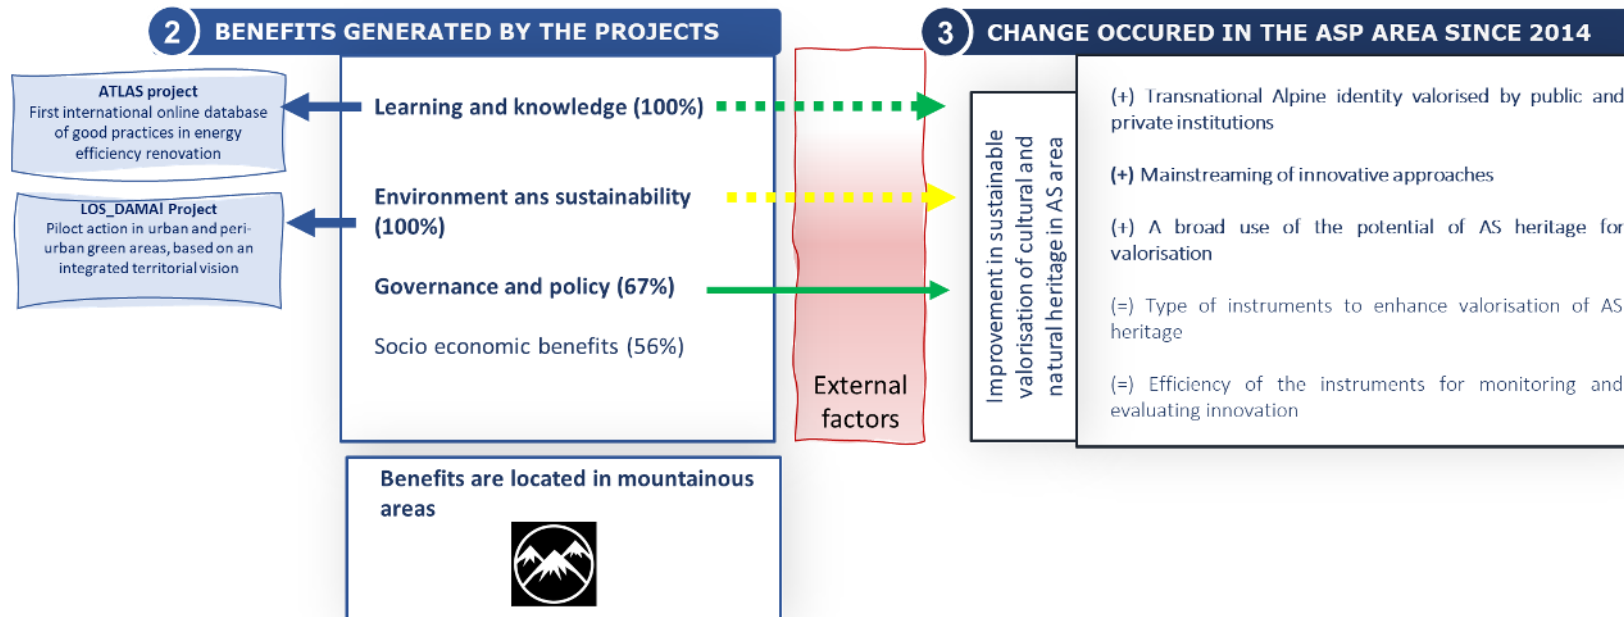 2 BENEFITS GENERATED BY THE PROJECTS
ATLAS project
First international online database
of good practices in energy
efficiency renovation
LOS_DAMAI Project
Piloct action in urban and peri-
urban green areas, based on an
integrated territorial vision
Learning and knowledge (100%)
Environment ans sustainability
(100%)
Governance and policy (67%)
Socio economic benefits (56%)
Benefits are located in mountainous
areas
External
factors
3 CHANGE OCCURED IN THE ASP AREA SINCE 2014
Improvement in sustainable
valorisation of cultural and
natural heritage in AS area
(+) Transnational Alpine identity valorised by public and
private institutions
(+) Mainstreaming of innovative approaches
(+) A broad use of the potential of AS heritage for
valorisation
(=) Type of instruments to enhance valorisation of AS
heritage
(=) Efficiency of the instruments for monitoring and
evaluating innovation